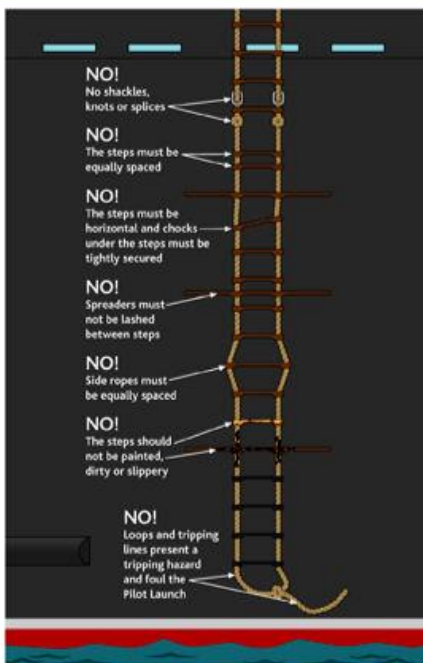 NO!
No shackles,
knots or splices
NO!
The steps must be
equally spaced
NO!
The steps must be
horizontal and chocks
under the steps must be
tightly secured
NO!
Spreaders must
not be lashed
between steps
NO!
Side ropes must
be equally spaced
NO!
The steps should
not be painted,
dirty or slippery
NO!
Loops and tripping
lines present a
tripping hazard
and foul the
Pilot Launch